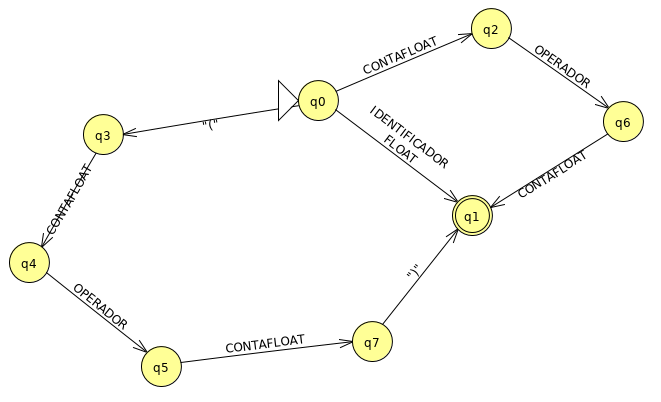 q2
CONTAFLOAT
OPERADOR
q0
q6
"("
IDENTIFICADOR
FLOAT
q3
CONTAFLOAT
CONTAFLOAT
q1
q4
")"
OPERADOR
CONTAFLOAT
q7
q5